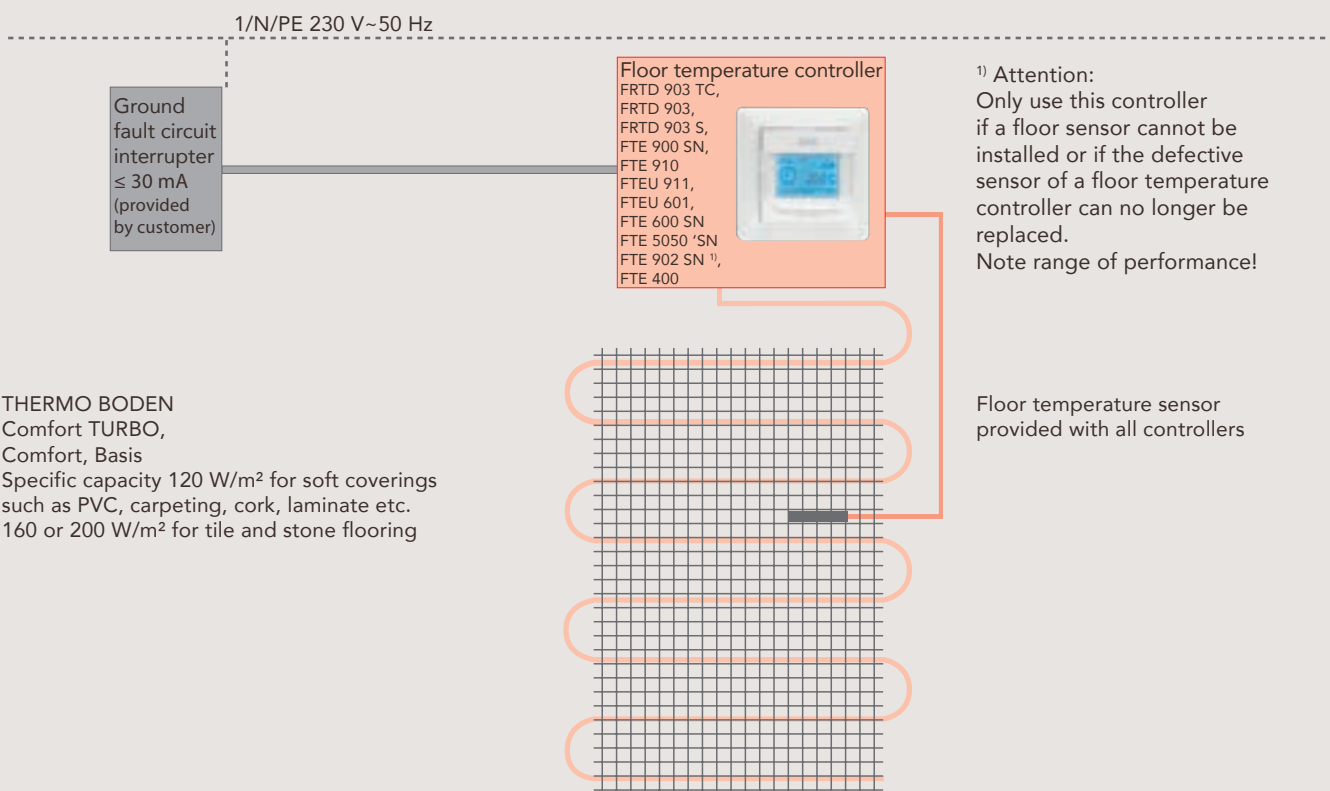 1/N/PE 230 V~50 Hz
Ground
fault circuit
interrupter
≤ 30 mA
(provided
by customer)
Floor temperature controller
FRTD 903 TC,
FRTD 903,
FRTD 903 S,
FTE 900 SN,
FTE 910
FTEU 911,
FTEU 601,
FTE 600 SN
FTE 5050 ‘SN
FTE 902 SN ¹⁾,
FTE 400
¹⁾ Attention:
Only use this controller
if a floor sensor cannot be
installed or if the defective
sensor of a floor temperature
controller can no longer be
replaced.
Note range of performance!
THERMO BODEN
Comfort TURBO,
Comfort, Basis
Specific capacity 120 W/m² for soft coverings
such as PVC, carpeting, cork, laminate etc.
160 or 200 W/m² for tile and stone flooring
Floor temperature sensor
provided with all controllers